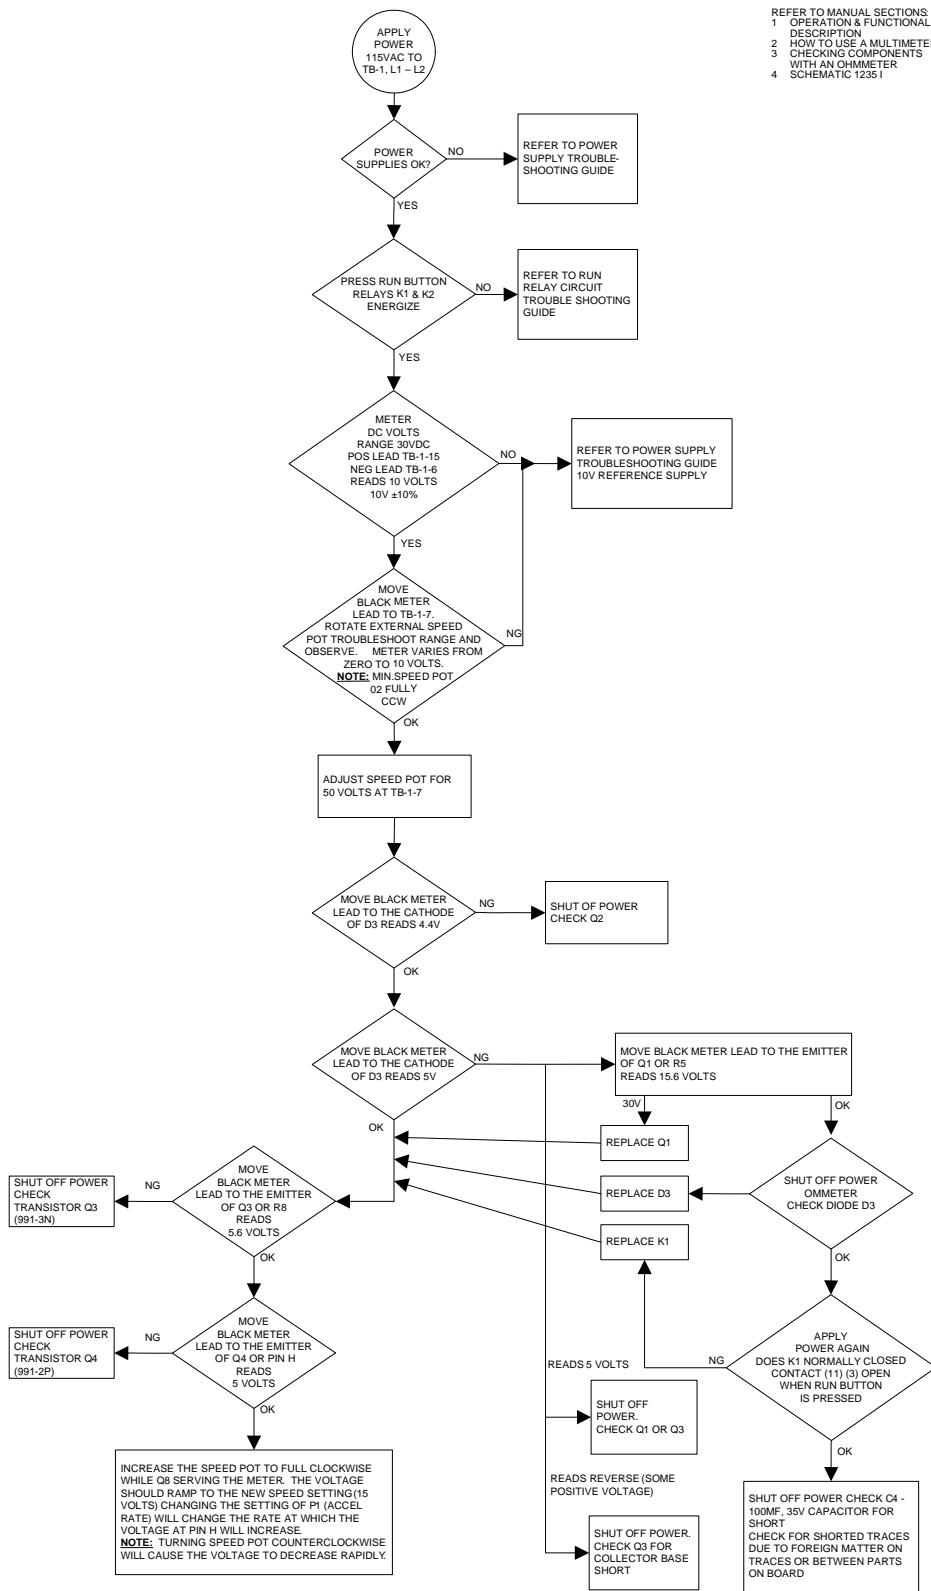 REFER TO MANUAL SECTIONS:
1 OPERATION & FUNCTIONAL
DESCRIPTION
2 HOW TO USE A MULTIMETE
3 CHECKING COMPONENTS
WITH AN OHMMETER
4 SCHEMATIC 1235 I
APPLY
POWER
115VAC TO
TB-1, L1 – L2
POWER
SUPPLIES OK?
NO
REFER TO POWER
SUPPLY TROUBLE-
SHOOTING GUIDE
YES
PRESS RUN BUTTON
RELAYS K1 & K2
ENERGIZE
NO
REFER TO RUN
RELAY CIRCUIT
TROUBLE SHOOTING
GUIDE
YES
METER
DC VOLTS
RANGE 30VDC
POS LEAD TB-1-15
NEG LEAD TB-1-6
READS 10 VOLTS
10V ±10%
NO
REFER TO POWER SUPPLY
TROUBLESHOOTING GUIDE
10V REFERENCE SUPPLY
YES
MOVE
BLACK METER
LEAD TO TB-1-7.
ROTATE EXTERNAL SPEED
POT TROUBLESHOOT RANGE AND
OBSERVE. METER VARIES FROM
ZERO TO 10 VOLTS.
NOTE: MIN.SPEED POT
02 FULLY
CCW
NG
OK
ADJUST SPEED POT FOR
50 VOLTS AT TB-1-7
MOVE BLACK METER
LEAD TO THE CATHODE
OF D3 READS 4.4V
NG
SHUT OF POWER
CHECK Q2
OK
MOVE BLACK METER
LEAD TO THE CATHODE
OF D3 READS 5V
NG
MOVE BLACK METER LEAD TO THE EMITTER
OF Q1 OR R5
READS 15.6 VOLTS
OK
30V
OK
REPLACE Q1
SHUT OFF POWER
OMMETER
CHECK DIODE D3
REPLACE D3
REPLACE K1
OK
MOVE
BLACK METER
LEAD TO THE EMITTER
OF Q3 OR R8
READS
5.6 VOLTS
NG
SHUT OFF POWER
CHECK
TRANSISTOR Q3
(991-3N)
OK
MOVE
BLACK METER
LEAD TO THE EMITTER
OF Q4 OR PIN H
READS
5 VOLTS
NG
SHUT OFF POWER
CHECK
TRANSISTOR Q4
(991-2P)
OK
APPLY
POWER AGAIN
DOES K1 NORMALLY CLOSED
CONTACT (11) (3) OPEN
WHEN RUN BUTTON
IS PRESSED
NG
OK
READS 5 VOLTS
SHUT OFF
POWER.
CHECK Q1 OR Q3
READS REVERSE (SOME
POSITIVE VOLTAGE)
SHUT OFF POWER.
CHECK Q3 FOR
COLLECTOR BASE
SHORT
INCREASE THE SPEED POT TO FULL CLOCKWISE
WHILE Q8 SERVING THE METER. THE VOLTAGE
SHOULD RAMP TO THE NEW SPEED SETTING (15
VOLTS) CHANGING THE SETTING OF P1 (ACCEL
RATE) WILL CHANGE THE RATE AT WHICH THE
VOLTAGE AT PIN H WILL INCREASE.
NOTE: TURNING SPEED POT COUNTERCLOCKWISE
WILL CAUSE THE VOLTAGE TO DECREASE RAPIDLY.
SHUT OFF POWER CHECK C4 -
100MF, 35V CAPACITOR FOR
SHORT
CHECK FOR SHORTED TRACES
DUE TO FOREIGN MATTER ON
TRACES OR BETWEEN PARTS
ON BOARD